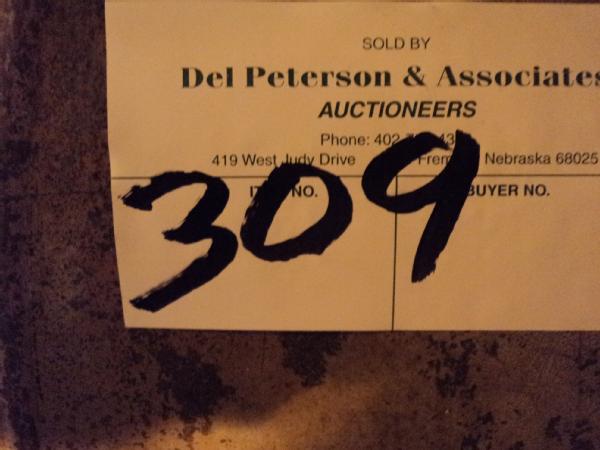 SOLD BY
Del Peterson & Associates
AUCTIONEERS
Phone: 402
419 West Judy Drive Nebraska 68025
NO. BUYER NO.
309